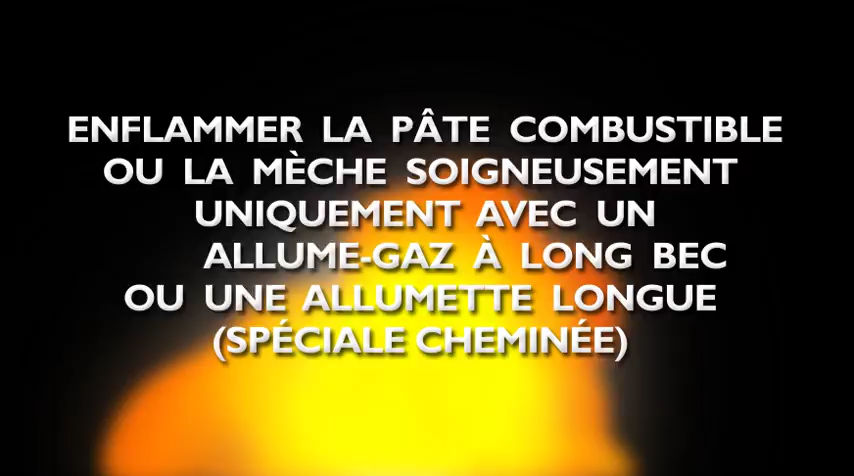 ENFLAMMER LA PÂTE COMBUSTIBLE
OU LA MÈCHE SOIGNEUSEMENT
UNIQUEMENT AVEC UN
ALLUME-GAZ À LONG BEC
OU UNE ALLUMETTE LONGUE
(SPÉCIALE CHEMINÉE)